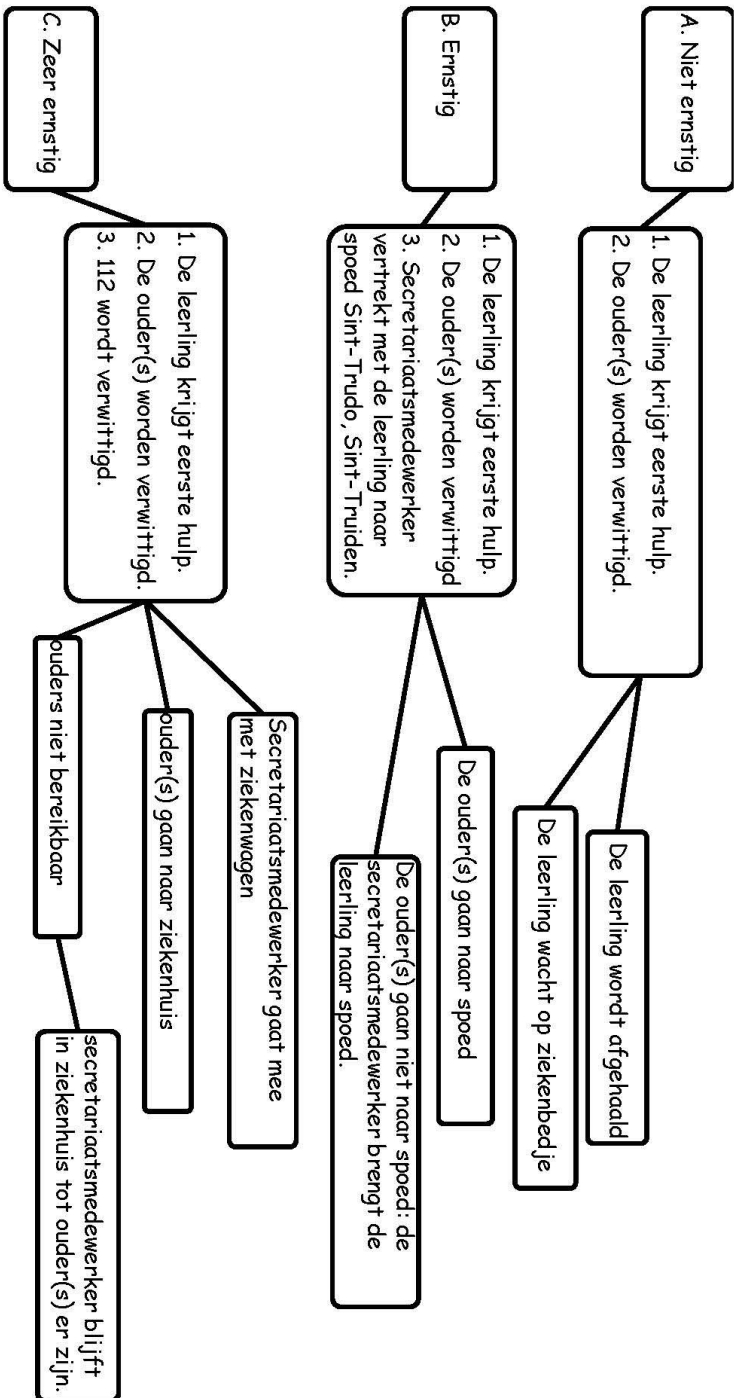 A. Niet ernstig
1. De leerling krijgt eerste hulp.
2. De ouder(s) worden verwittigd.
De leerling wordt afgehaald
De leerling wacht op ziekenbedje
B. Ernstig
1. De leerling krijgt eerste hulp.
2. De ouder(s) worden verwittigd
3. Secretariaatsmedewerker
vertrekt met de leerling naar
spoed Sint-Trudo, Sint-Truiden.
De ouder(s) gaan naar spoed
De ouder(s) gaan niet naar spoed: de
secretariaatsmedewerker brengt de
leerling naar spoed.
C. Zeer ernstig
1. De leerling krijgt eerste hulp.
2. De ouder(s) worden verwittigd.
3. 112 wordt verwittigd.
Secretariaatsmedewerker gaat mee
met ziekenwagen
ouder(s) gaan naar ziekenhuis
ouders niet bereikbaar
secretariaatsmedewerker blijft
in ziekenhuis tot ouder(s) er zijn.